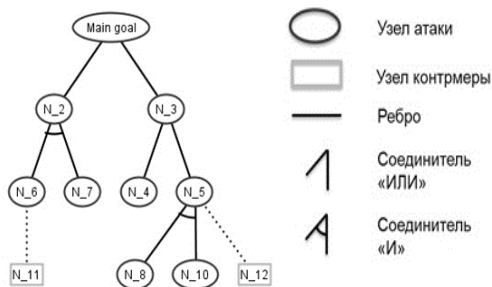 Main goal
N_2
N_3
N_6
N_7
N_4
N_5
N_11
N_8
N_10
N_12
Узел атаки
Узел контрмеры
Ребро
Соединитель
«ИЛИ»
Соединитель
«И»